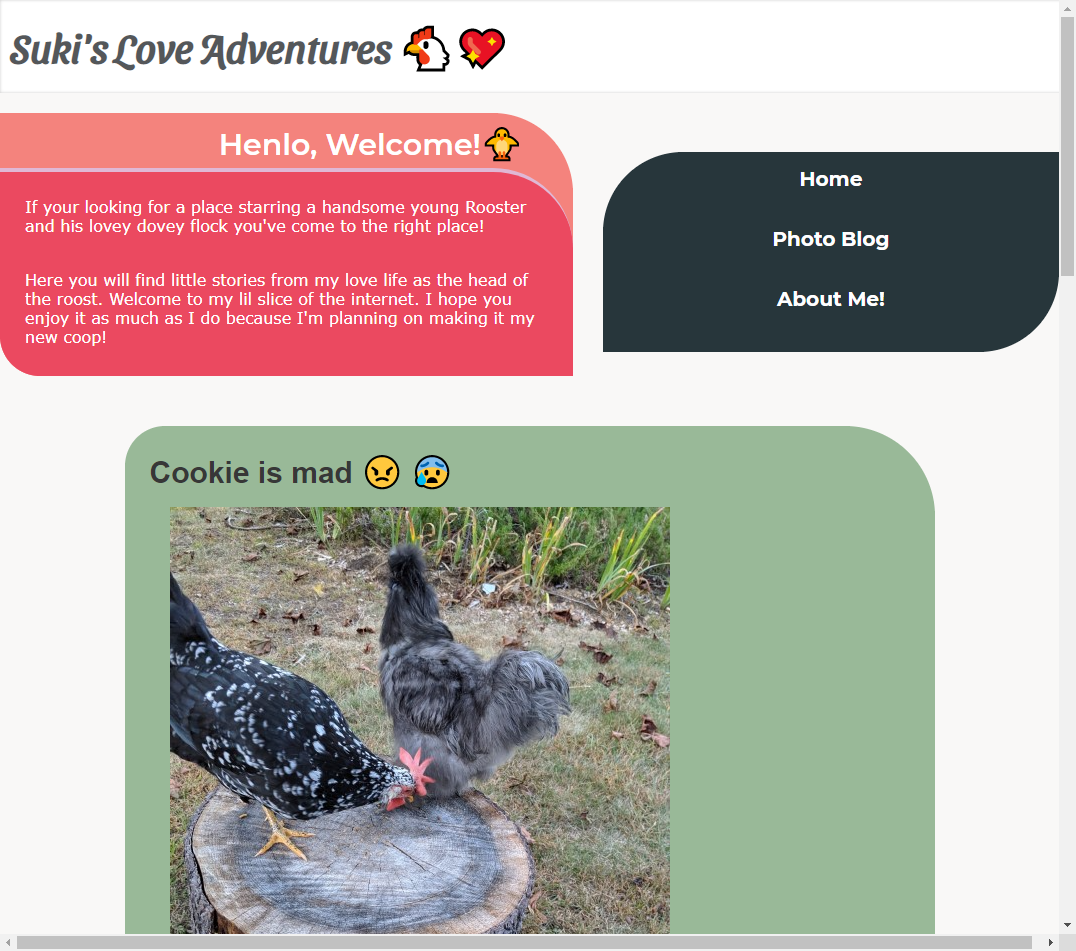 Suki's Love Adventures 🐔💖
Henlo, Welcome!🐥
If your looking for a place starring a handsome young Rooster
and his lovey dovey flock you've come to the right place!
Here you will find little stories from my love life as the head of
the roost. Welcome to my lil slice of the internet. I hope you
enjoy it as much as I do because I'm planning on making it my
new coop!
Home
Photo Blog
About Me!
Cookie is mad 😠 😰